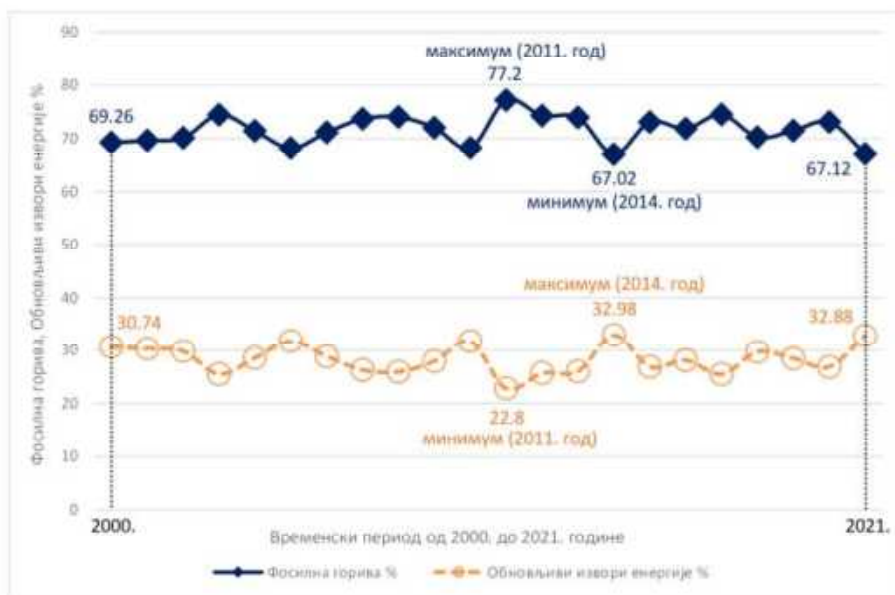 Фосилна горива, Обновљиви извори енергије %
90
80
70
60
50
40
30
20
10
0
69.26
максимум (2011. год)
77.2
67.02
минимум (2014. год)
67.12
30.74
максимум (2014. год)
32.98
32.88
22.8
минимум (2011. год)
2000.
2021.
Временски период од 2000. до 2021. године
Фосилна горива %
Обновљиви извори енергије %